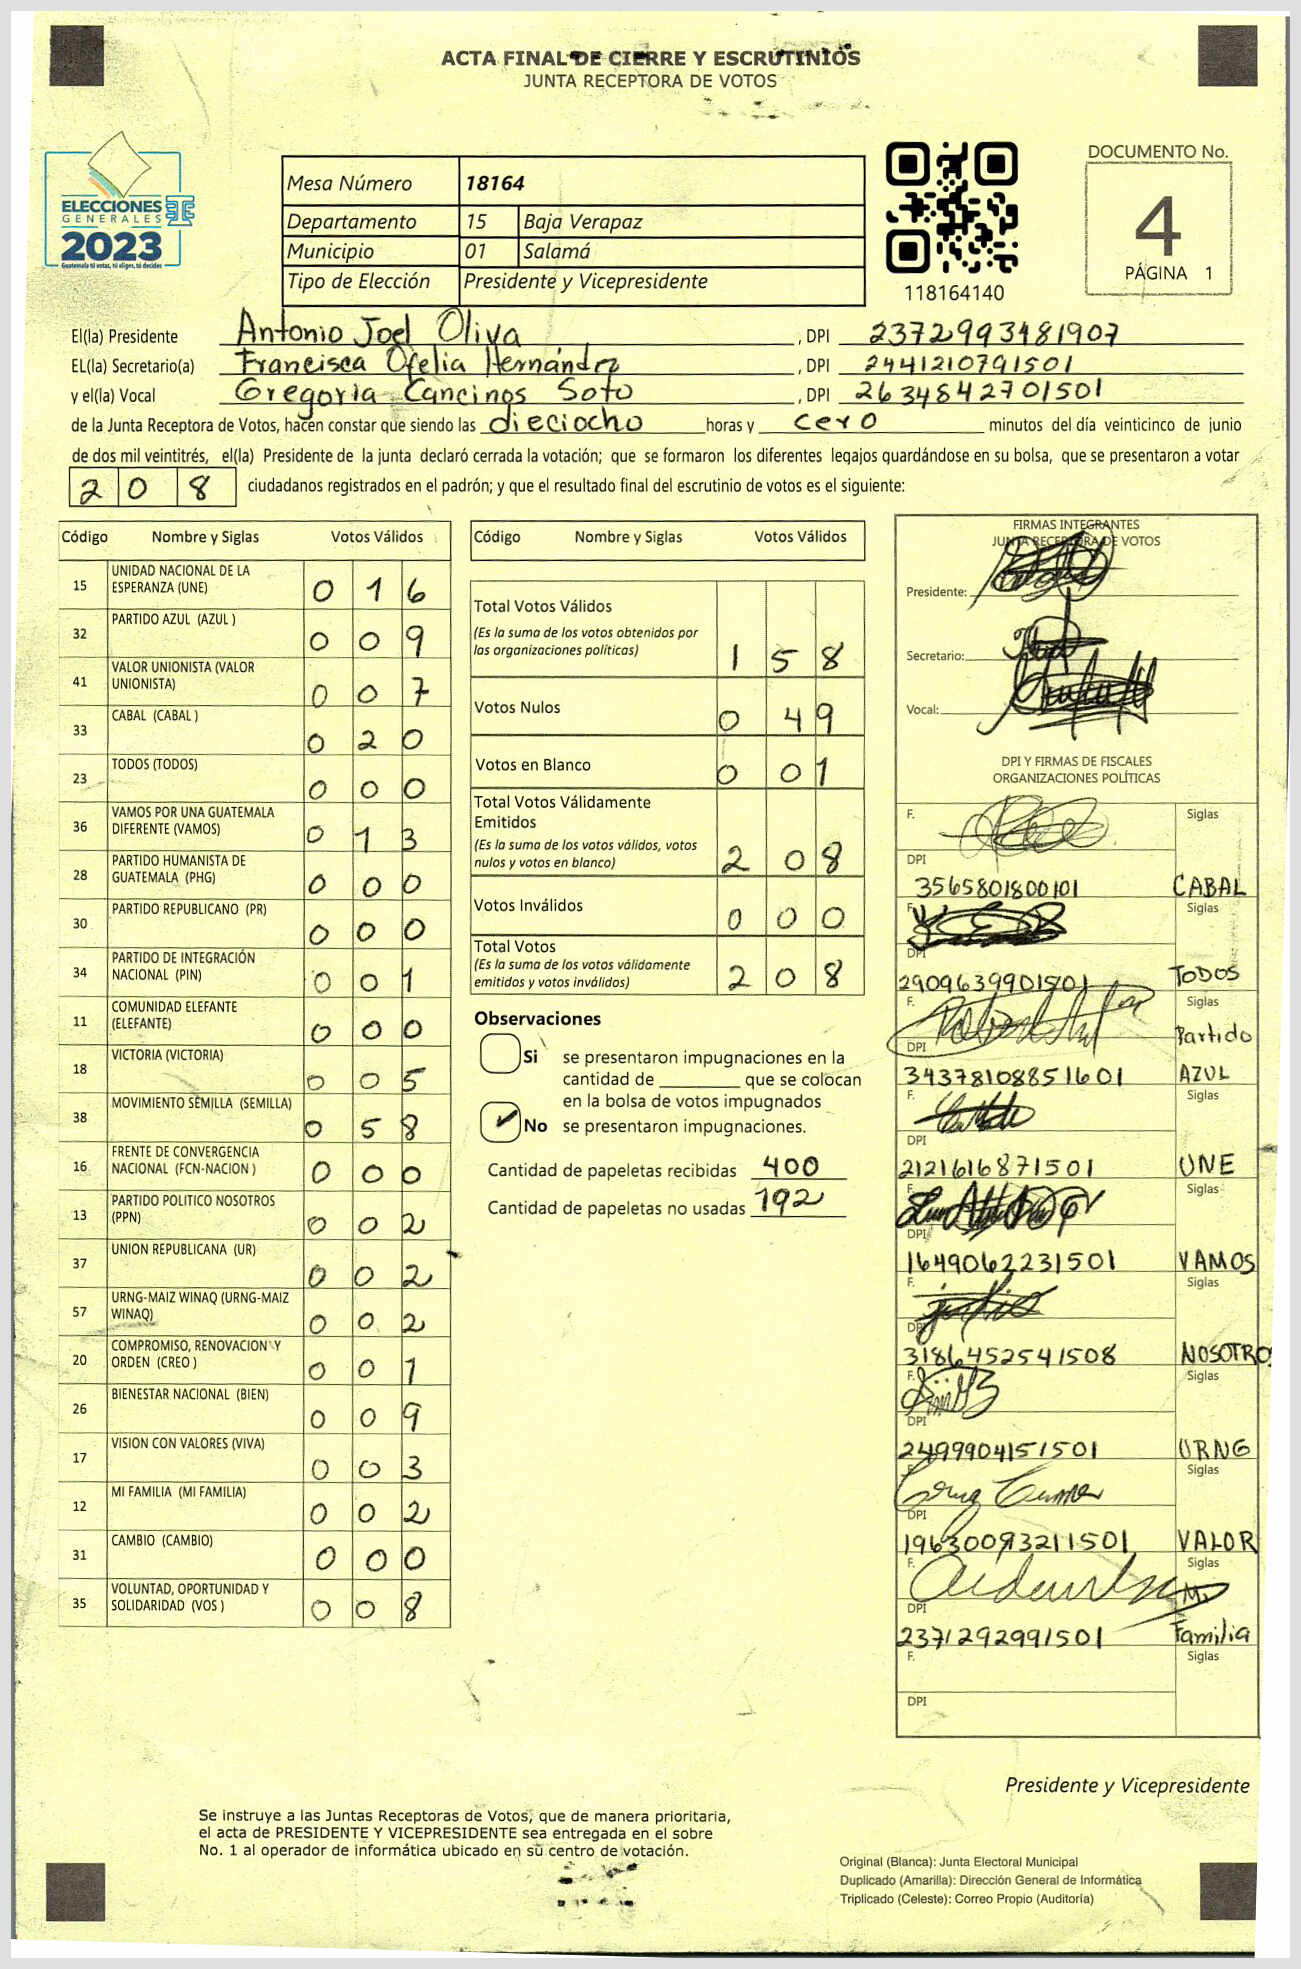 ACTA FINAL DE CIERRE Y ESCRUTINIOS
JUNTA RECEPTORA DE VOTOS
ELECCIONES
GENERALES
2023
Guatemala tú votas, tú eliges, tú decides
Mesa Número 18164
Departamento 15 Baja Verapaz
Municipio 01 Salamá
Tipo de Elección Presidente y Vicepresidente
118164140
DOCUMENTO No.
4
PÁGINA 1
El(la) Presidente Antonio Joel Oliva, DPI 2372993481907
EL(la) Secretario(a) Francisca Ofelia Hernández, DPI 2441210791501
y el(la) Vocal Gregoria Cancinos Soto, DPI 2634842701501
de la Junta Receptora de Votos, hacen constar que siendo las dieciocho horas y cero minutos del día veinticinco de junio
de dos mil veintitrés, el(la) Presidente de la junta declaró cerrada la votación; que se formaron los diferentes legajos guardándose en su bolsa, que se presentaron a votar
208 ciudadanos registrados en el padrón; y que el resultado final del escrutinio de votos es el siguiente:
Código Nombre y Siglas Votos Válidos
15 UNIDAD NACIONAL DE LA ESPERANZA (UNE) 0 1 6
32 PARTIDO AZUL (AZUL ) 0 0 9
41 VALOR UNIONISTA (VALOR UNIONISTA) 0 0 7
33 CABAL (CABAL ) 0 2 0
23 TODOS (TODOS) 0 0 0
36 VAMOS POR UNA GUATEMALA DIFERENTE (VAMOS) 0 1 3
28 PARTIDO HUMANISTA DE GUATEMALA (PHG) 0 0 0
30 PARTIDO REPUBLICANO (PR) 0 0 0
34 PARTIDO DE INTEGRACIÓN NACIONAL (PIN) 0 0 1
11 COMUNIDAD ELEFANTE (ELEFANTE) 0 0 0
18 VICTORIA (VICTORIA) 0 0 5
38 MOVIMIENTO SEMILLA (SEMILLA) 0 5 8
16 FRENTE DE CONVERGENCIA NACIONAL (FCN-NACION ) 0 0 0
13 PARTIDO POLITICO NOSOTROS (PPN) 0 0 2
37 UNION REPUBLICANA (UR) 0 0 2
57 URNG-MAIZ WINAQ (URNG-MAIZ WINAQ) 0 0 2
20 COMPROMISO, RENOVACION Y ORDEN (CREO ) 0 0 1
26 BIENESTAR NACIONAL (BIEN) 0 0 9
17 VISION CON VALORES (VIVA) 0 0 3
12 MI FAMILIA (MI FAMILIA) 0 0 2
31 CAMBIO (CAMBIO) 0 0 0
35 VOLUNTAD, OPORTUNIDAD Y SOLIDARIDAD (VOS ) 0 0 8
Código Nombre y Siglas Votos Válidos
Total Votos Válidos 1 5 8
(Es la suma de los votos obtenidos por
las organizaciones políticas)
Votos Nulos 0 4 9
Votos en Blanco 0 0 1
Total Votos Válidamente
Emitidos 2 0 8
(Es la suma de los votos válidos, votos
nulos y votos en blanco)
Votos Inválidos 0 0 0
Total Votos 2 0 8
(Es la suma de los votos válidamente
emitidos y votos inválidos)
Observaciones
Si se presentaron impugnaciones en la
cantidad de ________ que se colocan
en la bolsa de votos impugnados
✓ No se presentaron impugnaciones.
Cantidad de papeletas recibidas 400
Cantidad de papeletas no usadas 192
FIRMAS INTEGRANTES
JUNTA RECEPTORA DE VOTOS
Presidente:
Secretario:
Vocal:
DPI Y FIRMAS DE FISCALES
ORGANIZACIONES POLÍTICAS
F. Siglas
DPI
3565801800101 CABAL
F. Siglas
DPI
2909639901501 TODOS
F. Siglas
DPI Partido
34378108851601 AZUL
F. Siglas
DPI
2121616871501 UNE
F. Siglas
DPI
1649062231501 VAMOS
F. Siglas
DPI
3186452541508 NOSOTROS
F. Siglas
DPI
2499904151501 URNG
F. Siglas
DPI
19630093211501 VALOR
F. Siglas
DPI Mi
2371292991501 Familia
F. Siglas
DPI
Presidente y Vicepresidente
Se instruye a las Juntas Receptoras de Votos, que de manera prioritaria,
el acta de PRESIDENTE Y VICEPRESIDENTE sea entregada en el sobre
No. 1 al operador de informática ubicado en su centro de votación.
Original (Blanca): Junta Electoral Municipal
Duplicado (Amarilla): Dirección General de Informática
Triplicado (Celeste): Correo Propio (Auditoría)